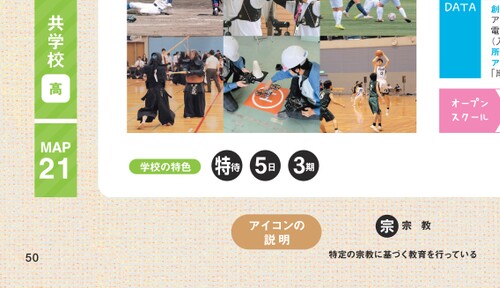 共学校
高
MAP
21
DATA
オープン
スクール
学校の特色
特待
5日
3期
アイコンの
説明
宗 宗教
特定の宗教に基づく教育を行っている
50